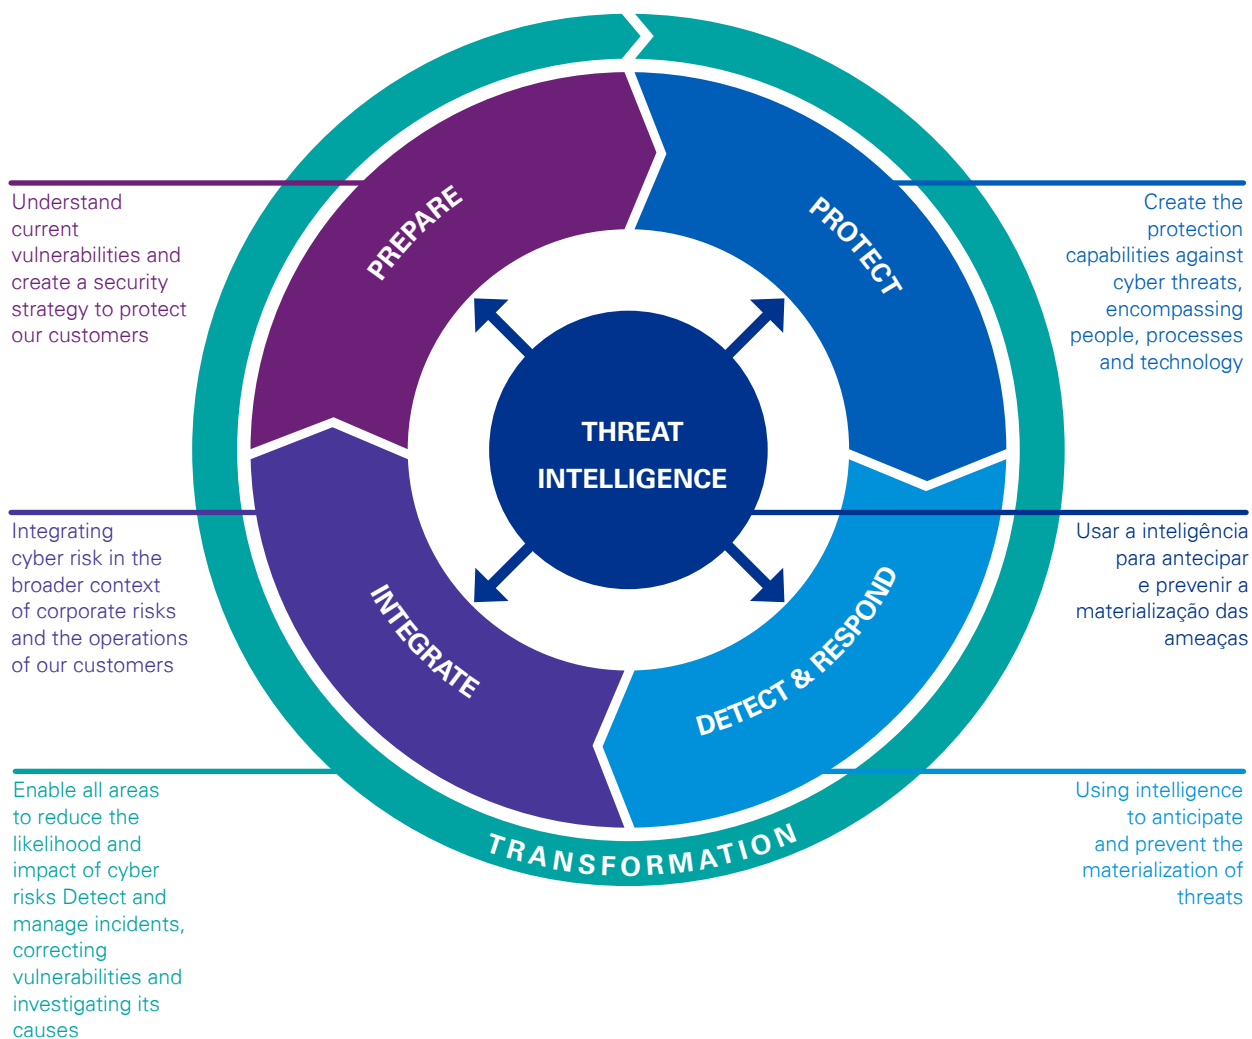 PREPARE
PROTECT
Understand
current
vulnerabilities and
create a security
strategy to protect
our customers
Create the
protection
capabilities against
cyber threats,
encompassing
people, processes
and technology
THREAT
INTELLIGENCE
Integrating
cyber risk in the
broader context
of corporate risks
and the operations
of our customers
Usar a inteligência
para antecipar
e prevenir a
materialização das
ameaças
INTEGRATE
DETECT & RESPOND
TRANSFORMATION
Enable all areas
to reduce the
likelihood and
impact of cyber
risks Detect and
manage incidents,
correcting
vulnerabilities and
investigating its
causes
Using intelligence
to anticipate
and prevent the
materialization of
threats